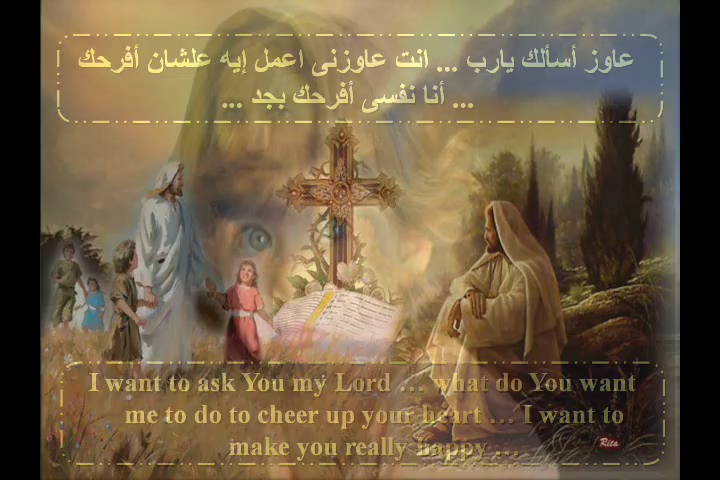 عاوز أسألك يارب ... انت عاوزنى اعمل إيه علشان أفرحك
... أنا نفسى أفرحك بجد ...
I want to ask You my Lord … what do You want
me to do to cheer up your heart … I want to
make you really happy …
Rita